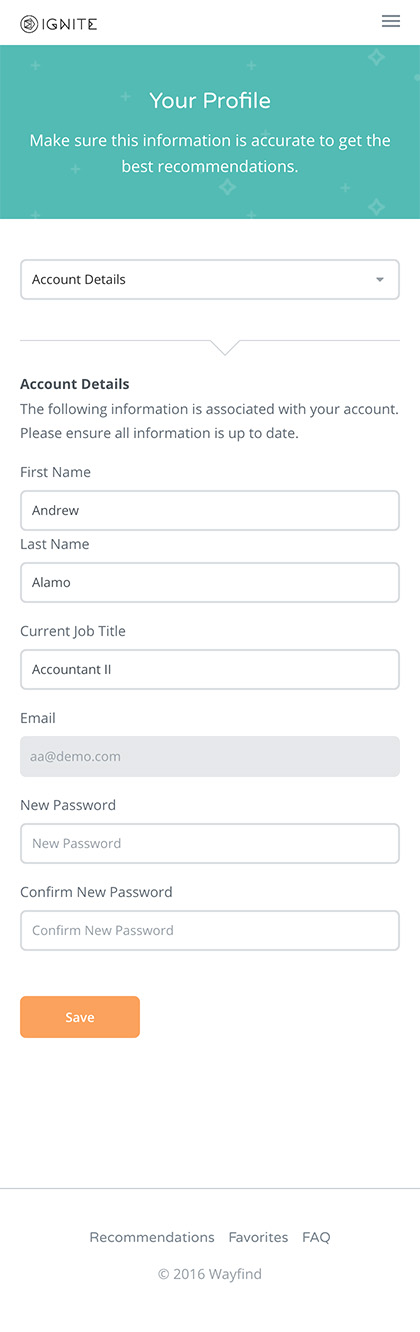 IGNITE
Your Profile
Make sure this information is accurate to get the
best recommendations.
Account Details
Account Details
The following information is associated with your account.
Please ensure all information is up to date.
First Name
Andrew
Last Name
Alamo
Current Job Title
Accountant II
Email
aa@demo.com
New Password
New Password
Confirm New Password
Confirm New Password
Save
Recommendations Favorites FAQ
© 2016 Wayfind